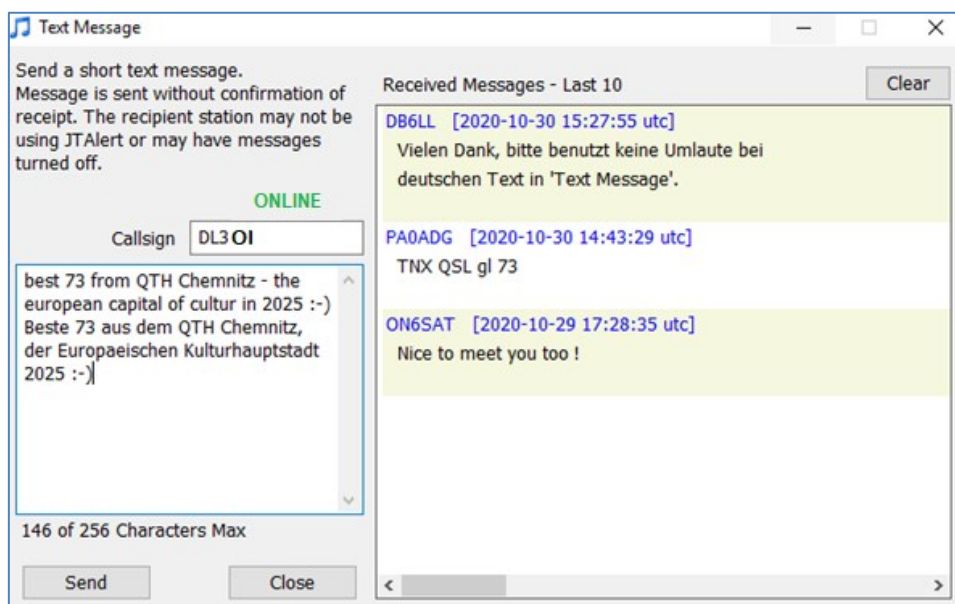 Text Message
Send a short text message.
Message is sent without confirmation of
receipt. The recipient station may not be
using JTAlert or may have messages
turned off.
ONLINE
Callsign DL3OI
best 73 from QTH Chemnitz - the
european capital of cultur in 2025 :-)
Beste 73 aus dem QTH Chemnitz,
der Europaeischen Kulturhauptstadt
2025 :-)
146 of 256 Characters Max
Send Close
Received Messages - Last 10 Clear
DB6LL [2020-10-30 15:27:55 utc]
Vielen Dank, bitte benutzt keine Umlaute bei
deutschen Text in 'Text Message'.
PA0ADG [2020-10-30 14:43:29 utc]
TNX QSL gl 73
ON6SAT [2020-10-29 17:28:35 utc]
Nice to meet you too !